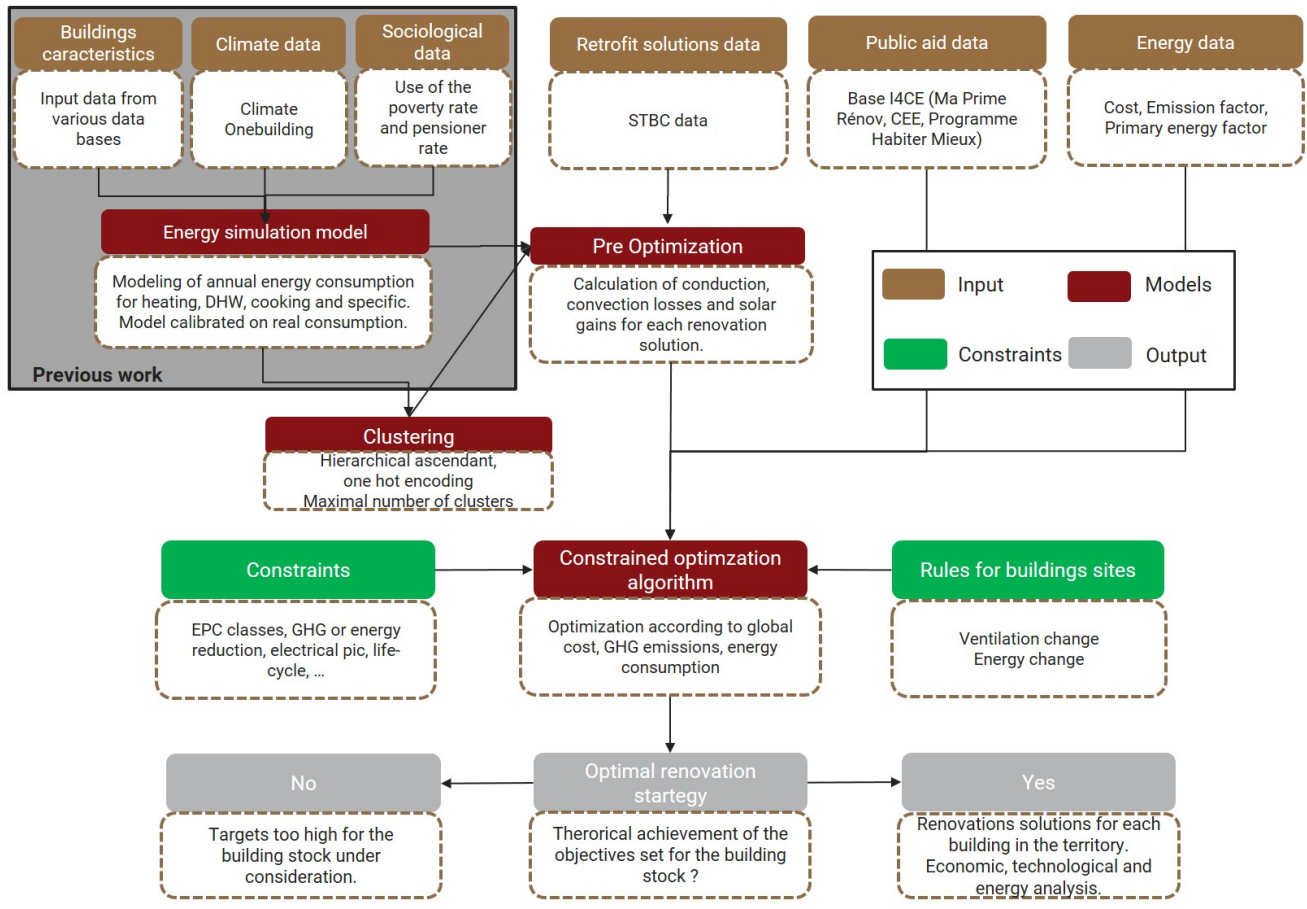 Buildings
caracteristics
Input data from
various data
bases
Climate data
Climate
Onebuilding
Sociological
data
Use of the
poverty rate
and pensioner
rate
Retrofit solutions data
STBC data
Public aid data
Base I4CE (Ma Prime
Rénov, CEE, Programme
Habiter Mieux)
Energy data
Cost, Emission factor,
Primary energy factor
Energy simulation model
Modeling of annual energy consumption
for heating, DHW, cooking and specific.
Model calibrated on real consumption.
Previous work
Pre Optimization
Calculation of conduction,
convection losses and solar
gains for each renovation
solution.
Input
Models
Constraints
Output
Clustering
Hierarchical ascendant,
one hot encoding
Maximal number of clusters
Constraints
EPC classes, GHG or energy
reduction, electrical pic, life-
cycle, ...
Constrained optimzation
algorithm
Optimization according to global
cost, GHG emissions, energy
consumption
Rules for buildings sites
Ventilation change
Energy change
No
Targets too high for the
building stock under
consideration.
Optimal renovation
startegy
Therorical achievement of the
objectives set for the building
stock ?
Yes
Renovations solutions for each
building in the territory.
Economic, technological and
energy analysis.